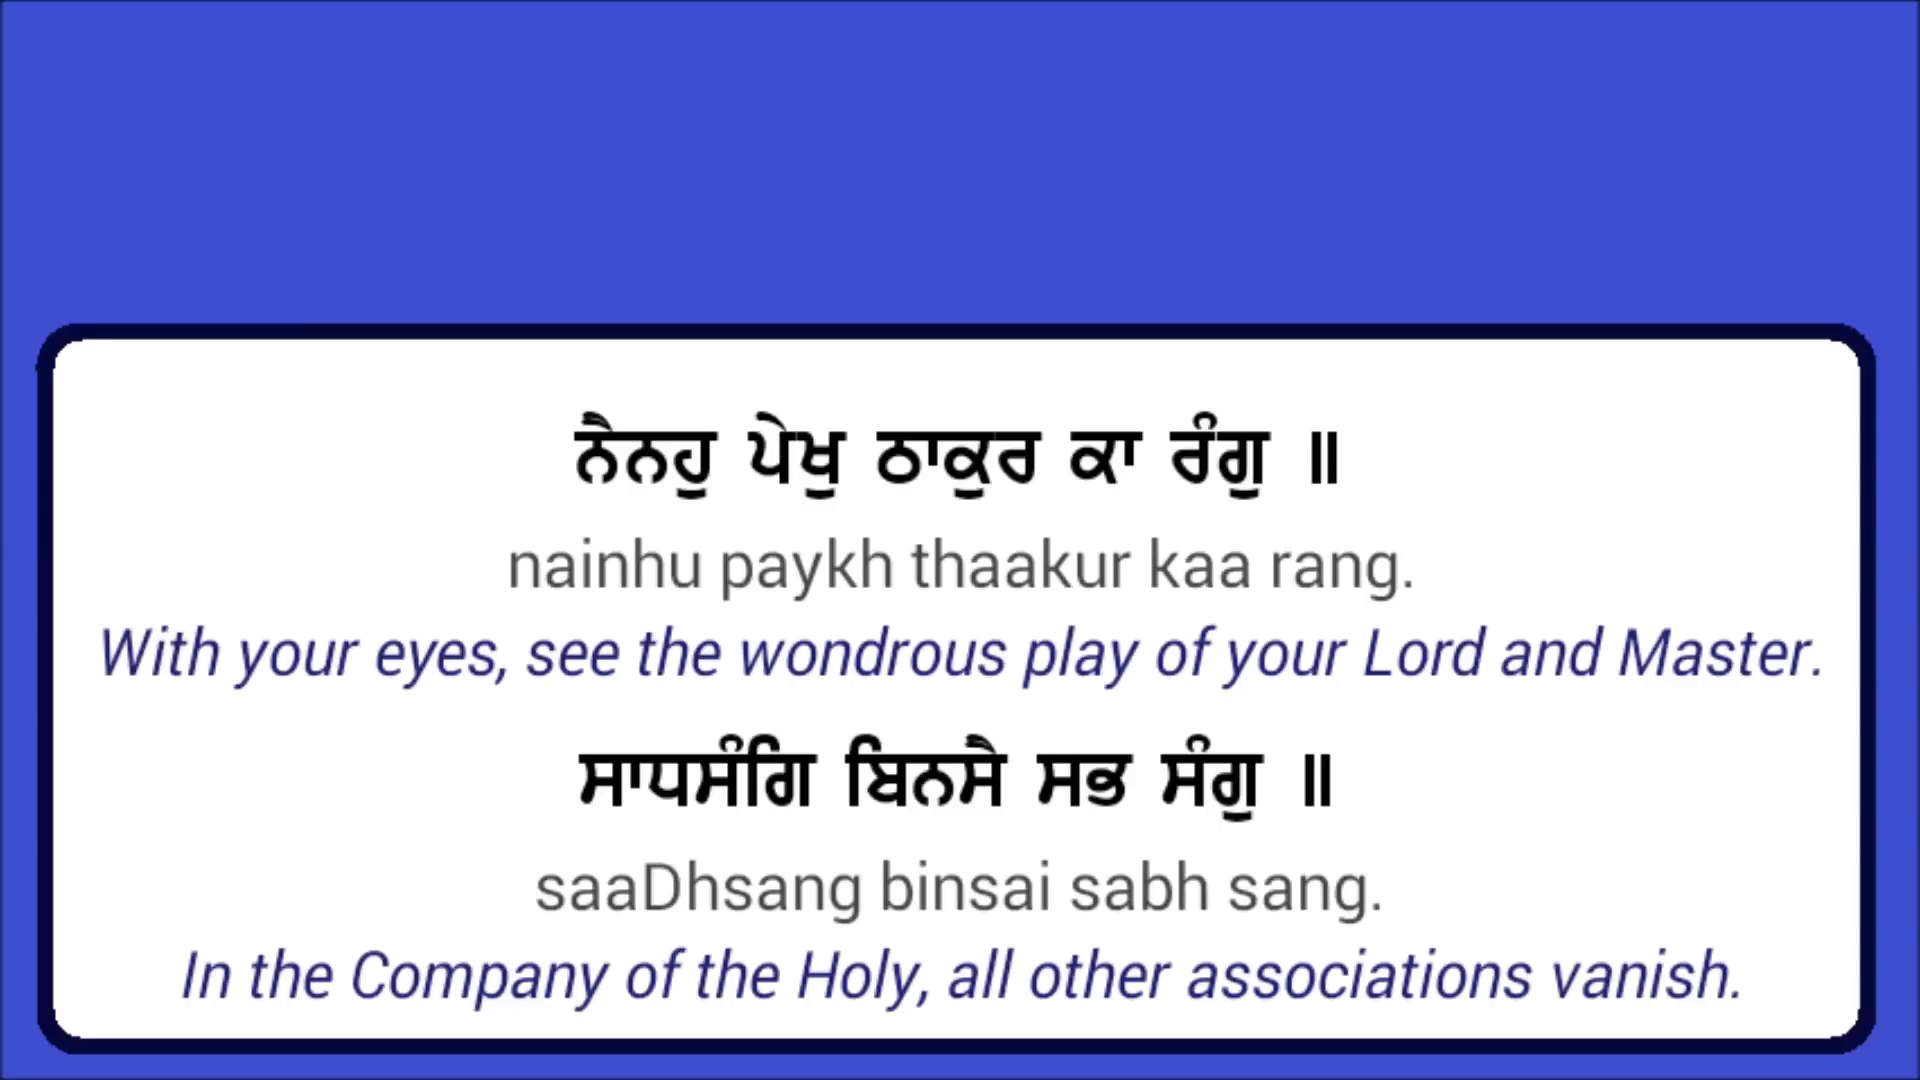 ਨੈਨਹੁ ਪੇਖੁ ਠਾਕੁਰ ਕਾ ਰੰਗੁ ॥
nainhu paykh thaakur kaa rang.
With your eyes, see the wondrous play of your Lord and Master.
ਸਾਧਸੰਗਿ ਬਿਨਸੈ ਸਭ ਸੰਗੁ ॥
saaDhsang binsai sabh sang.
In the Company of the Holy, all other associations vanish.